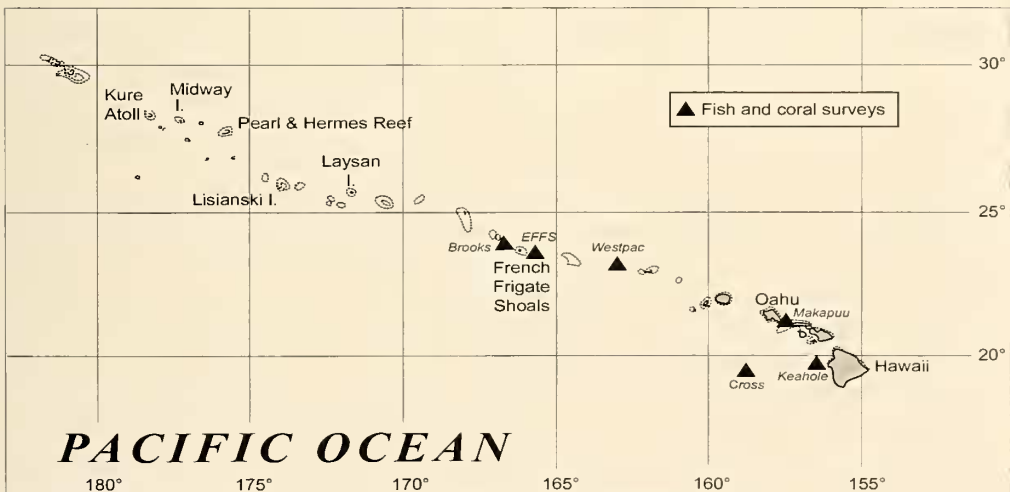 30°
Kure
Atoll
Midway
I.
Pearl & Hermes Reef
▲ Fish and coral surveys
Laysan
I.
Lisianski I.
25°
Brooks
EFFS
Westpac
French
Frigate
Shoals
Oahu
Makapuu
20°
Hawaii
Cross
Keahole
PACIFIC OCEAN
180°
175°
170°
165°
160°
155°